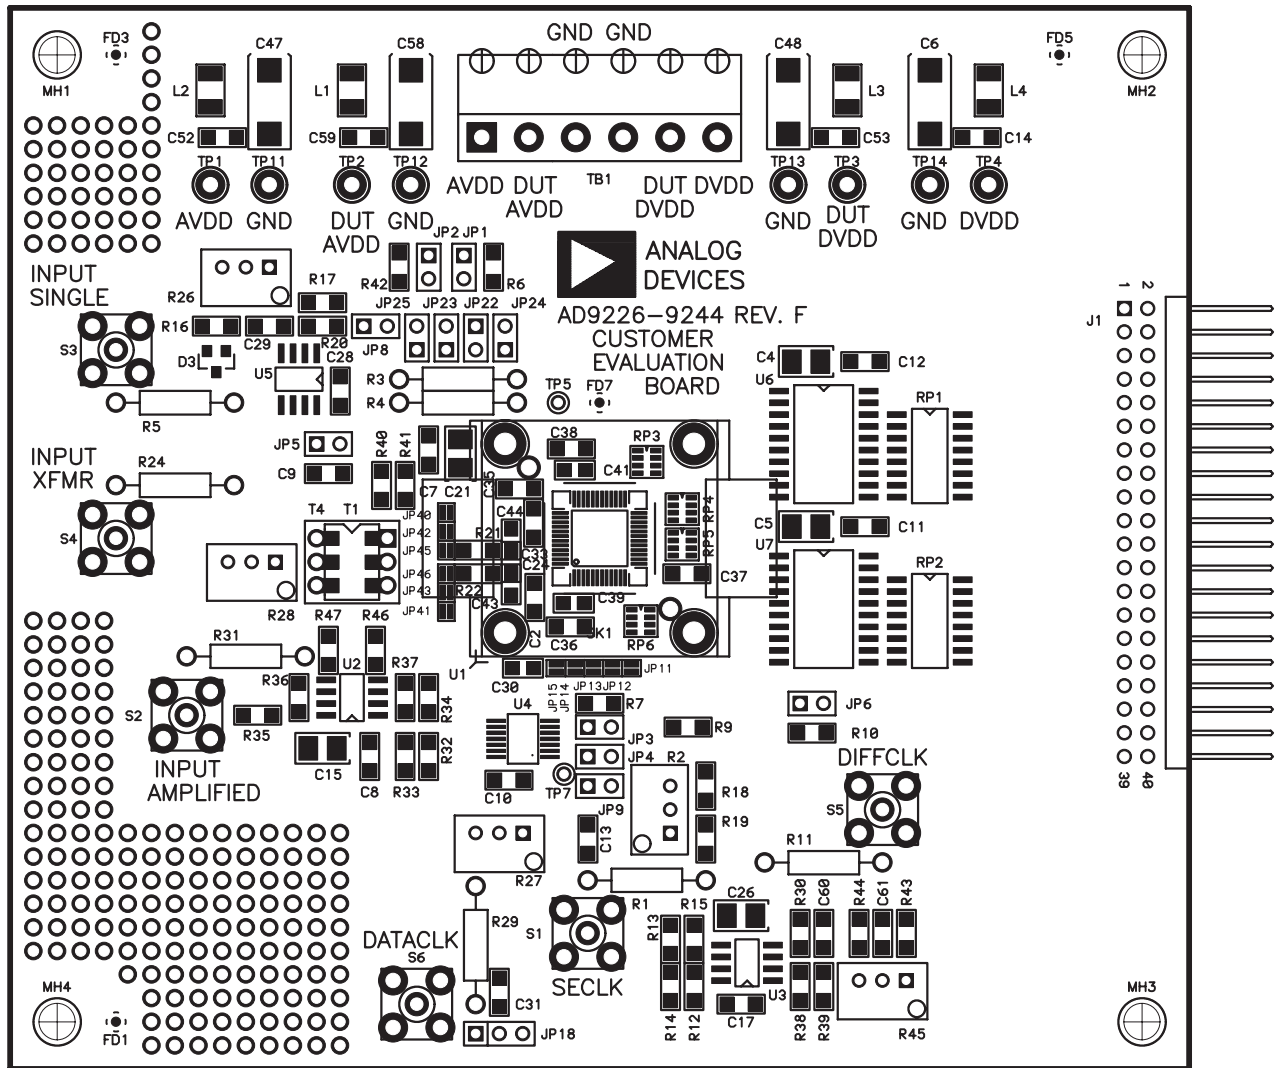 GND GND
FD3
C47
C58
C48
C6
FD5
MH1
L2
L1
L3
L4
MH2
C52
C59
C53
C14
TP1
TP11
TP2
TP12
TB1
TP13
TP3
TP14
TP4
AVDD
GND
DUT
AVDD
GND
AVDD
DUT
AVDD
DUT
DVDD
DVDD
GND
DUT
DVDD
GND
DVDD
INPUT
SINGLE
R26
R17
R42
JP2
JP1
R6
ANALOG
DEVICES
AD9226-9244 REV. F
CUSTOMER
EVALUATION
BOARD
1
2
J1
S3
R16
C29
R20
JP8
JP25
JP23
JP22
JP24
D3
U5
C28
R3
R4
TP5
FD7
C4
U6
C12
RP1
R5
JP5
R40
R41
C9
C7
C21
C35
C38
C41
RP3
INPUT
XFMR
R24
S4
T4
T1
JP40
JP42
JP45
JP46
JP43
JP41
R21
R22
C44
C33
C24
C43
C2
RP4
RP5
C37
C39
C36
SK1
RP6
C5
U7
C11
RP2
R28
R47
R46
R31
U2
R37
U1
C30
JP15
JP14
JP13
JP12
JP11
R36
S2
R35
R34
INPUT
AMPLIFIED
C15
C8
R33
R32
U4
R7
JP3
JP4
R9
JP6
R10
C10
TP7
JP9
R2
R18
R19
DIFFCLK
S5
39
40
R27
C13
R11
R29
R1
R13
R15
C26
R30
C60
R44
C61
R43
DATACLK
S6
S1
SECLK
MH4
FD1
C31
JP18
R14
R12
U3
C17
R38
R39
R45
MH3